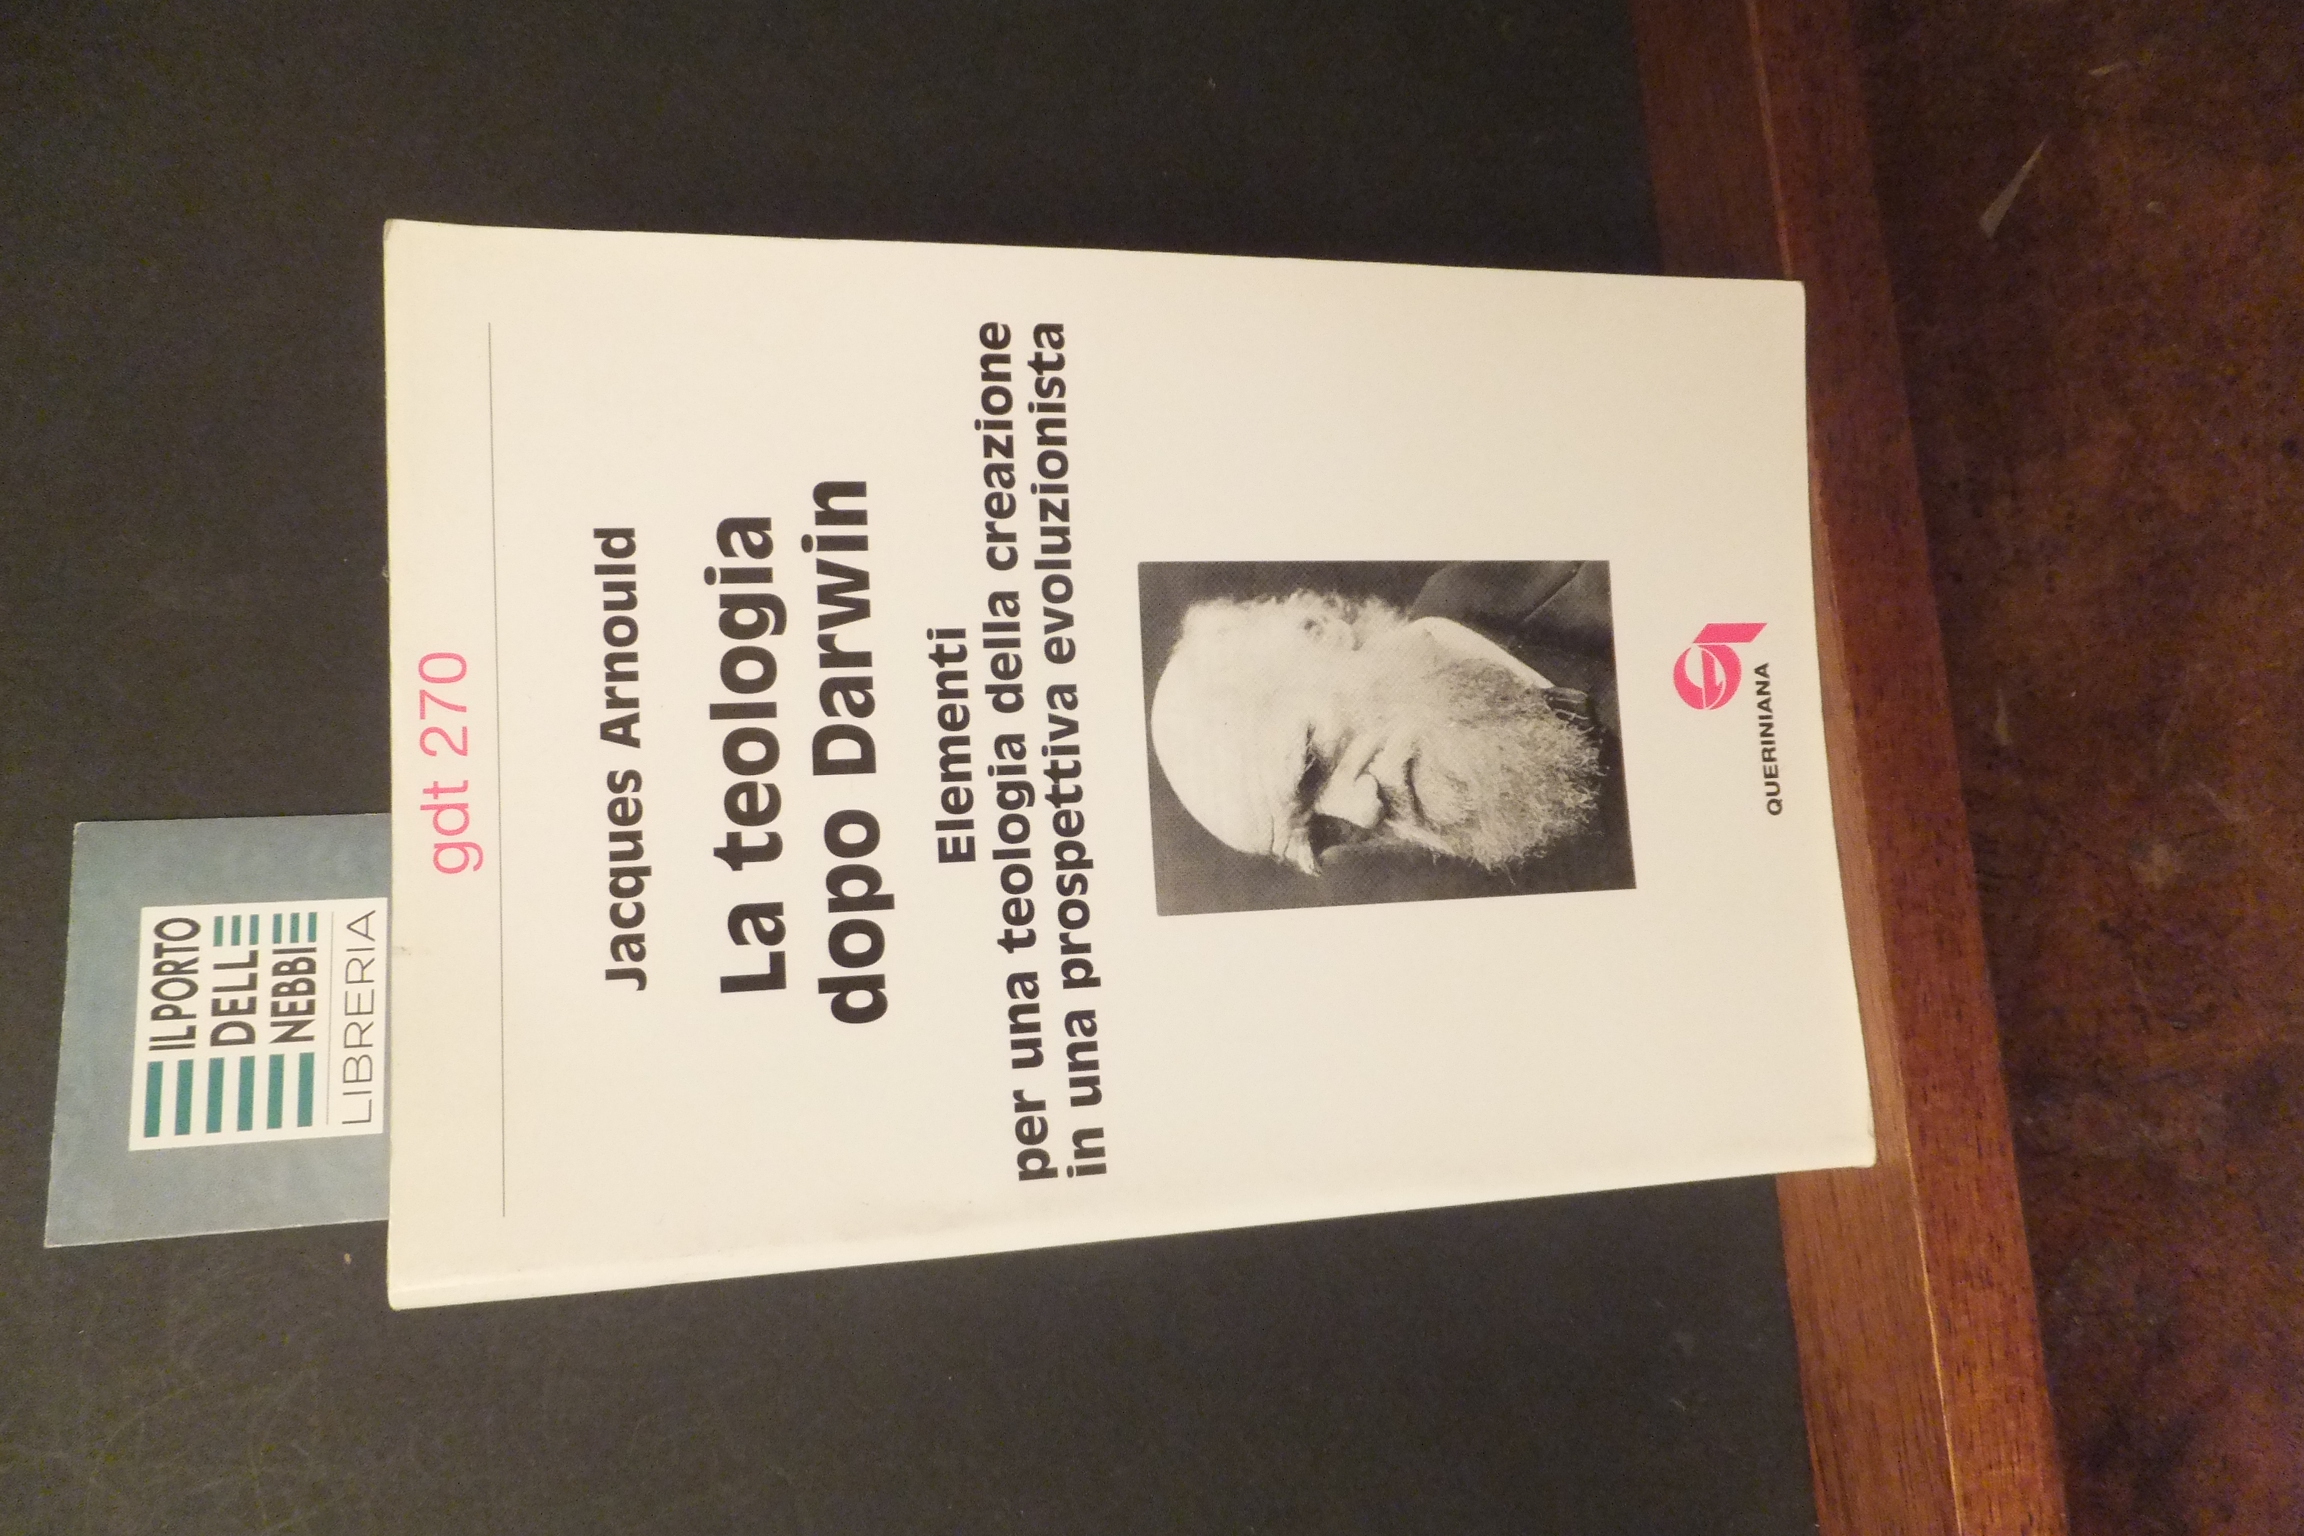 IL PORTO
DELLE
NEBBIE
LIBRERIA
gdt 270
Jacques Arnould
La teologia
dopo Darwin
Elementi
per una teologia della creazione
in una prospettiva evoluzionista
QUERINIANA